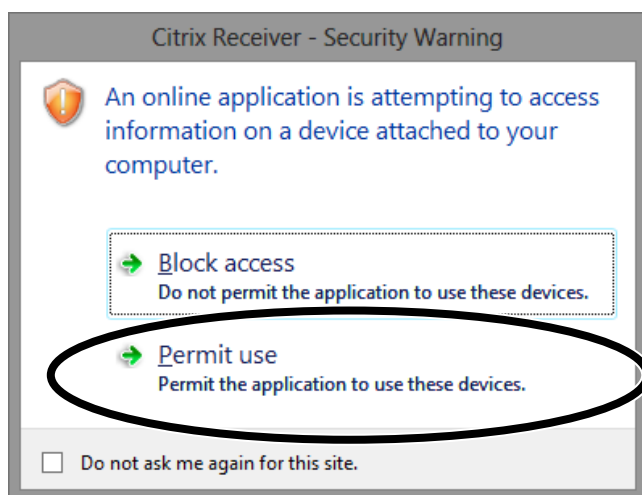 Citrix Receiver - Security Warning
An online application is attempting to access
information on a device attached to your
computer.
Block access
Do not permit the application to use these devices.
Permit use
Permit the application to use these devices.
Do not ask me again for this site.